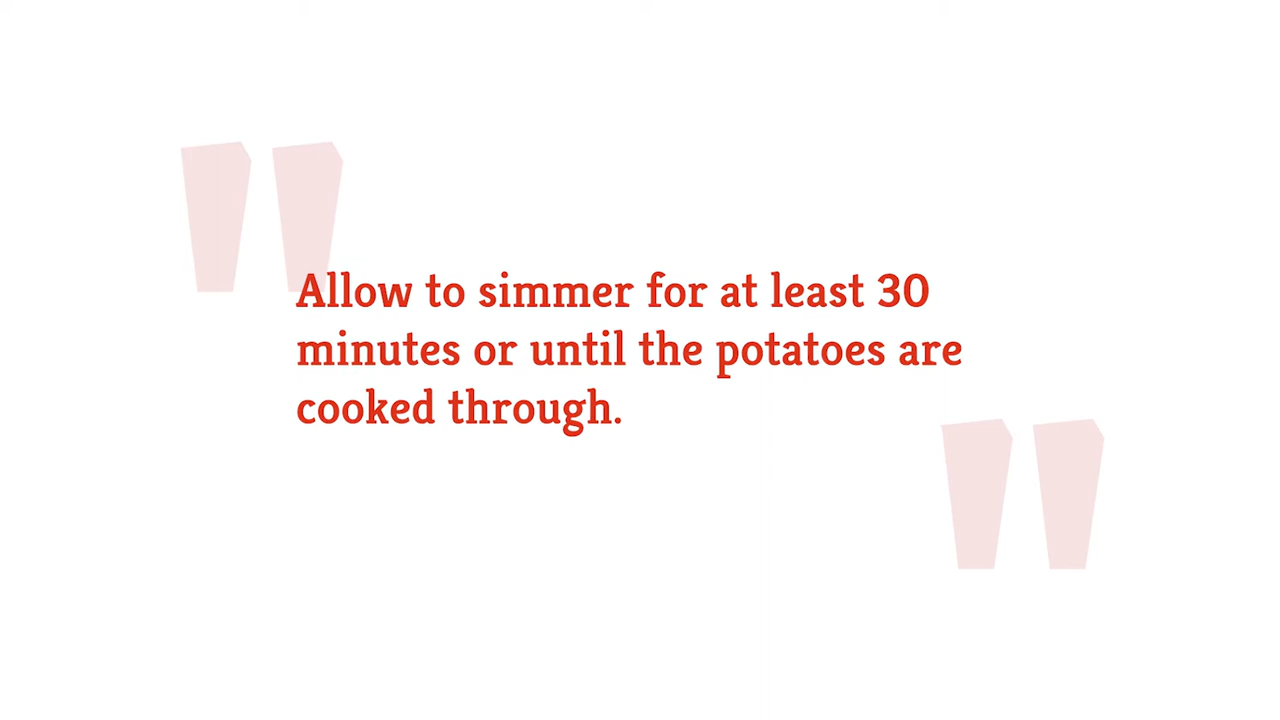 Allow to simmer for at least 30
minutes or until the potatoes are
cooked through.